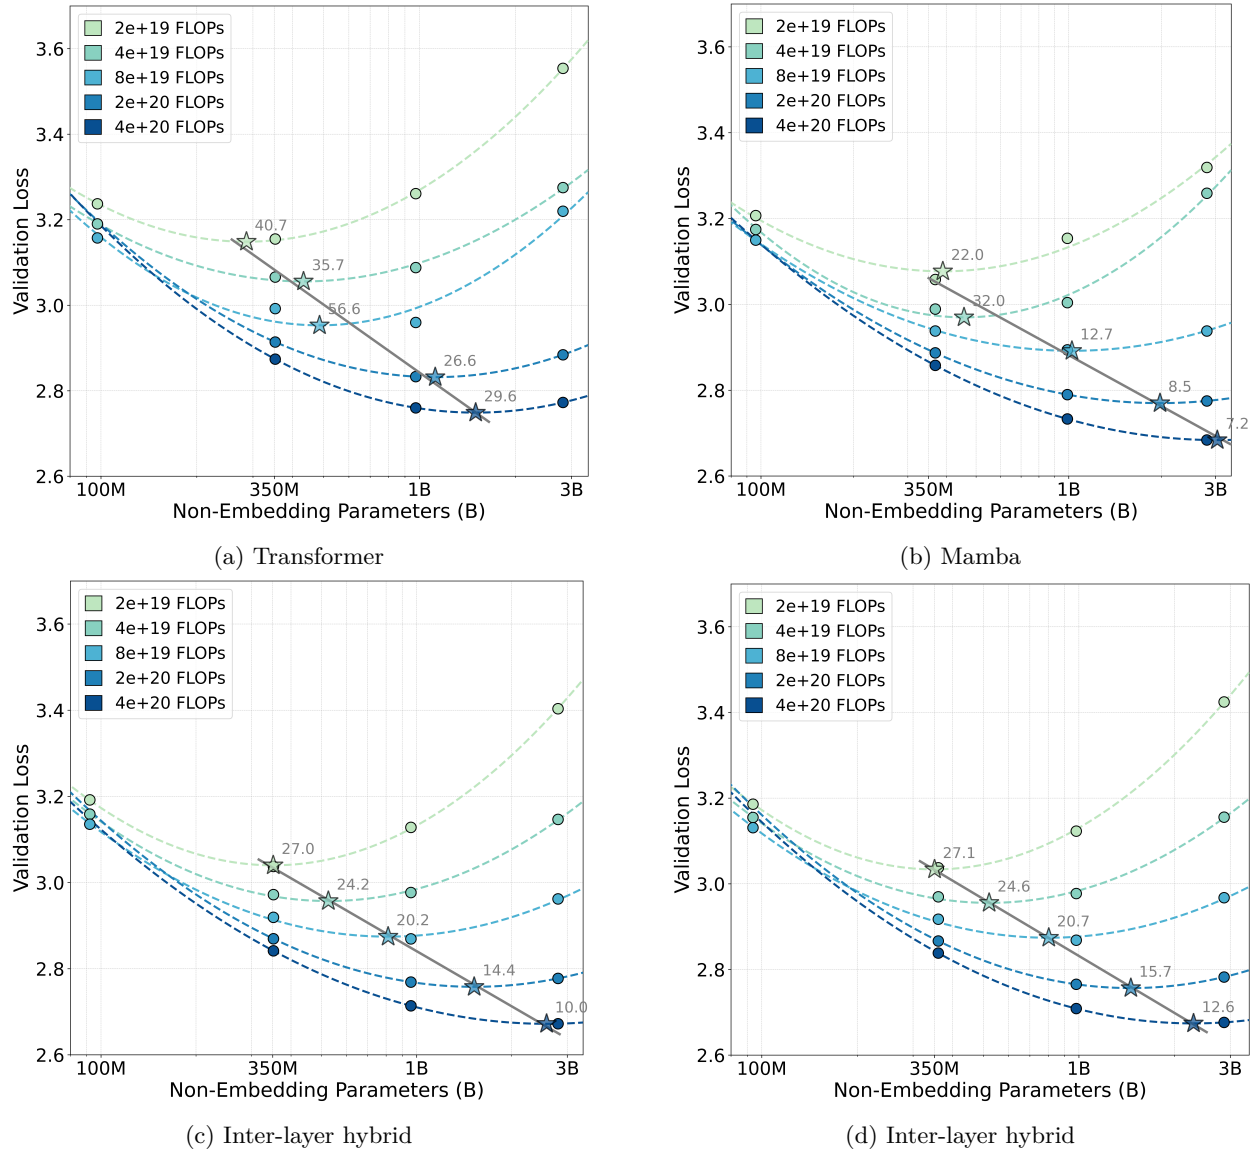 2e+19 FLOPs
4e+19 FLOPs
8e+19 FLOPs
2e+20 FLOPs
4e+20 FLOPs
3.6
3.4
3.2
3.0
2.8
2.6
Validation Loss
40.7
35.7
56.6
26.6
29.6
100M
350M
1B
3B
Non-Embedding Parameters (B)
(a) Transformer
2e+19 FLOPs
4e+19 FLOPs
8e+19 FLOPs
2e+20 FLOPs
4e+20 FLOPs
3.6
3.4
3.2
3.0
2.8
2.6
Validation Loss
22.0
32.0
12.7
8.5
7.2
100M
350M
1B
3B
Non-Embedding Parameters (B)
(b) Mamba
2e+19 FLOPs
4e+19 FLOPs
8e+19 FLOPs
2e+20 FLOPs
4e+20 FLOPs
3.6
3.4
3.2
3.0
2.8
2.6
Validation Loss
27.0
24.2
20.2
14.4
10.0
100M
350M
1B
3B
Non-Embedding Parameters (B)
(c) Inter-layer hybrid
2e+19 FLOPs
4e+19 FLOPs
8e+19 FLOPs
2e+20 FLOPs
4e+20 FLOPs
3.6
3.4
3.2
3.0
2.8
2.6
Validation Loss
27.1
24.6
20.7
15.7
12.6
100M
350M
1B
3B
Non-Embedding Parameters (B)
(d) Inter-layer hybrid